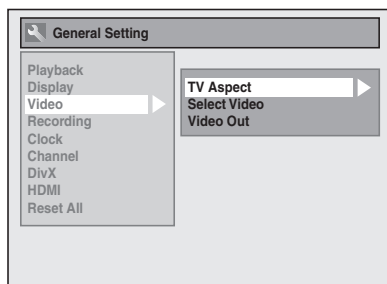 General Setting
Playback
Display
Video
Recording
Clock
Channel
DivX
HDMI
Reset All
TV Aspect
Select Video
Video Out